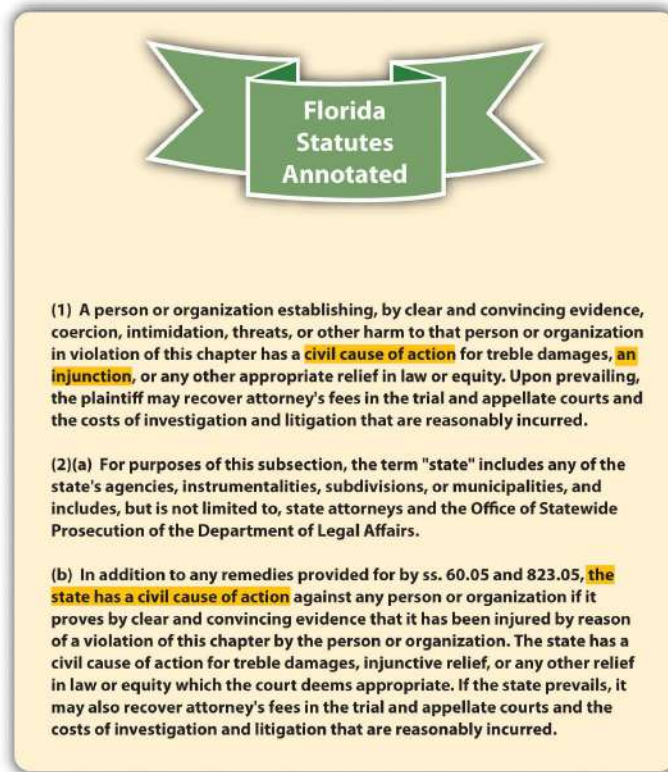 Florida
Statutes
Annotated
(1) A person or organization establishing, by clear and convincing evidence,
coercion, intimidation, threats, or other harm to that person or organization
in violation of this chapter has a civil cause of action for treble damages, an
injunction, or any other appropriate relief in law or equity. Upon prevailing,
the plaintiff may recover attorney's fees in the trial and appellate courts and
the costs of investigation and litigation that are reasonably incurred.
(2)(a) For purposes of this subsection, the term "state" includes any of the
state's agencies, instrumentalities, subdivisions, or municipalities, and
includes, but is not limited to, state attorneys and the Office of Statewide
Prosecution of the Department of Legal Affairs.
(b) In addition to any remedies provided for by ss. 60.05 and 823.05, the
state has a civil cause of action against any person or organization if it
proves by clear and convincing evidence that it has been injured by reason
of a violation of this chapter by the person or organization. The state has a
civil cause of action for treble damages, injunctive relief, or any other relief
in law or equity which the court deems appropriate. If the state prevails, it
may also recover attorney's fees in the trial and appellate courts and the
costs of investigation and litigation that are reasonably incurred.